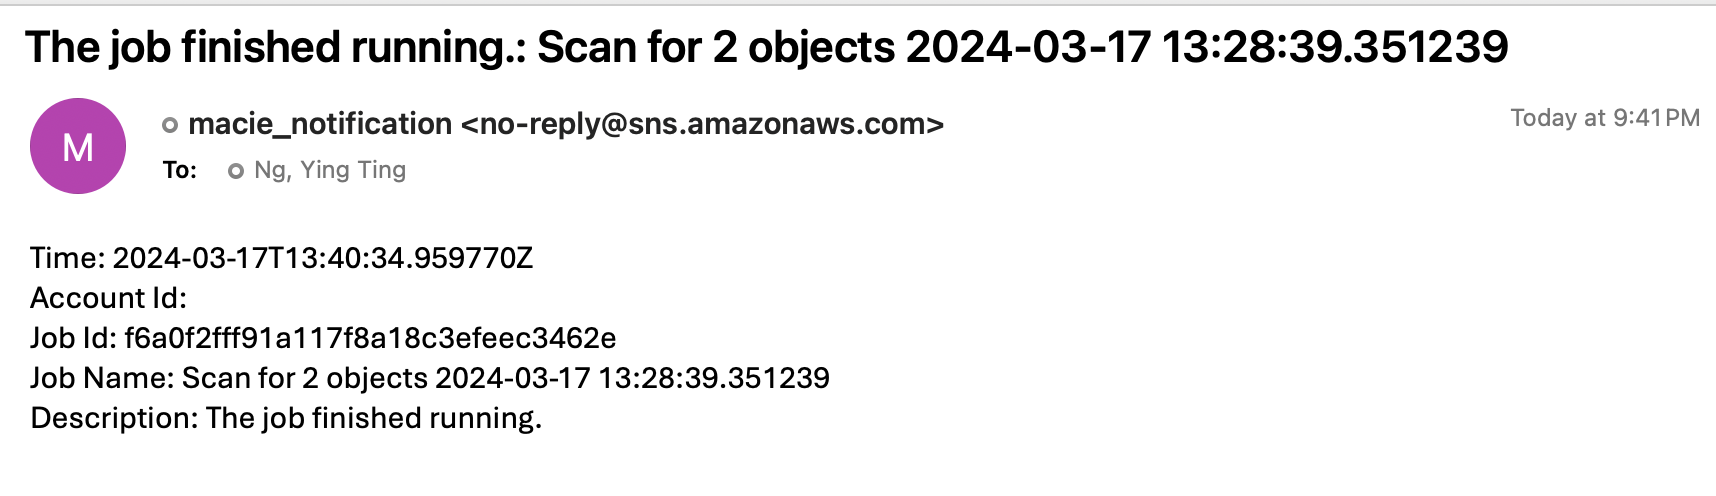 The job finished running.: Scan for 2 objects 2024-03-17 13:28:39.351239
M
macie_notification <no-reply@sns.amazonaws.com>
Today at 9:41 PM
To: Ng, Ying Ting
Time: 2024-03-17T13:40:34.959770Z
Account Id:
Job Id: f6a0f2fff91a117f8a18c3efeec3462e
Job Name: Scan for 2 objects 2024-03-17 13:28:39.351239
Description: The job finished running.